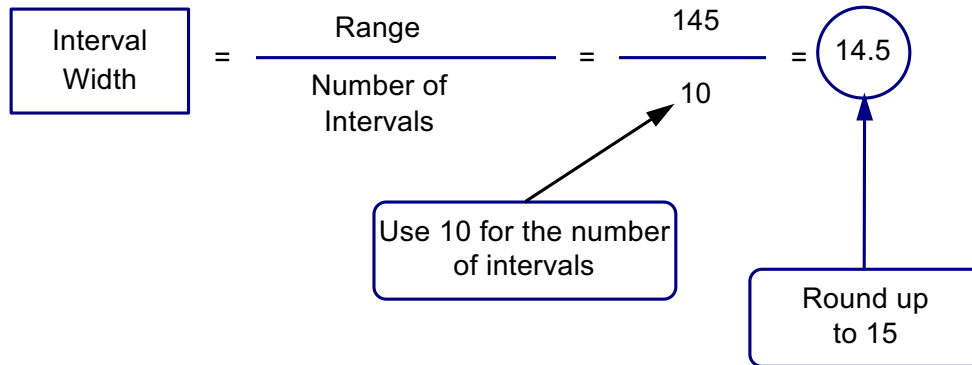 Interval
Width
=
Range
Number of
Intervals
=
145
10
=
14.5
Use 10 for the number
of intervals
Round up
to 15